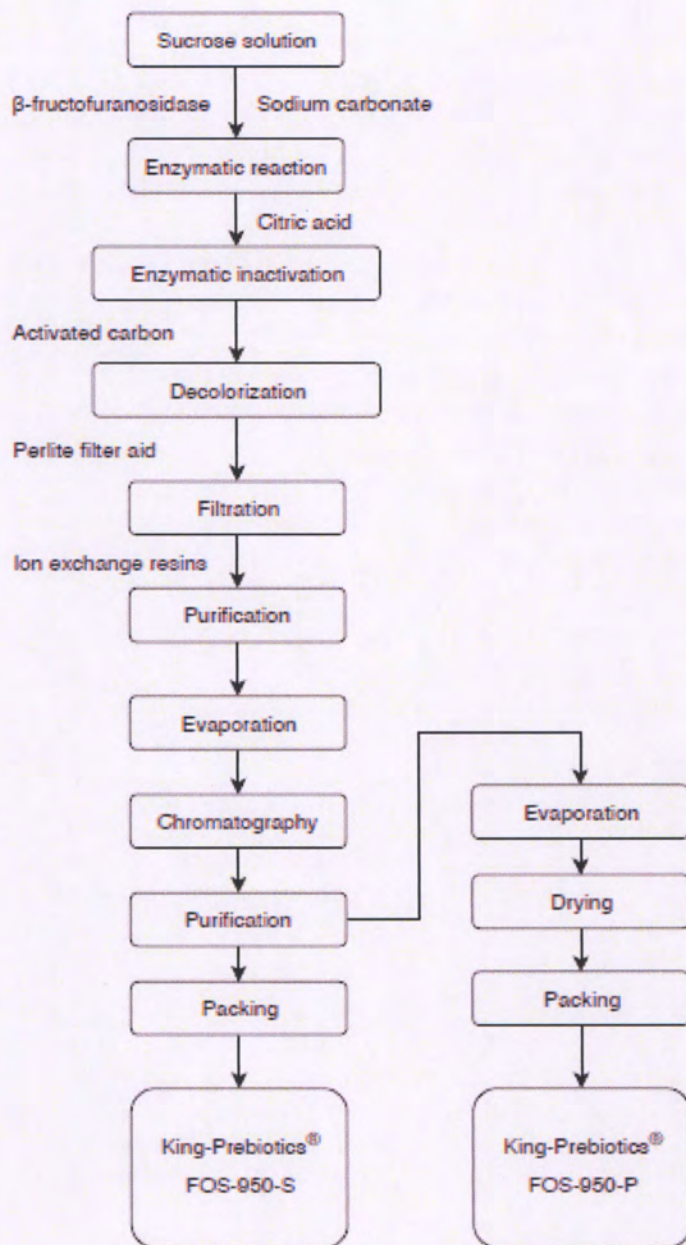 Sucrose solution
β-fructofuranosidase Sodium carbonate
Enzymatic reaction
Citric acid
Enzymatic inactivation
Activated carbon
Decolorization
Perlite filter aid
Filtration
Ion exchange resins
Purification
Evaporation
Chromatography
Purification
Packing
King-Prebiotics®
FOS-950-S
Evaporation
Drying
Packing
King-Prebiotics®
FOS-950-P